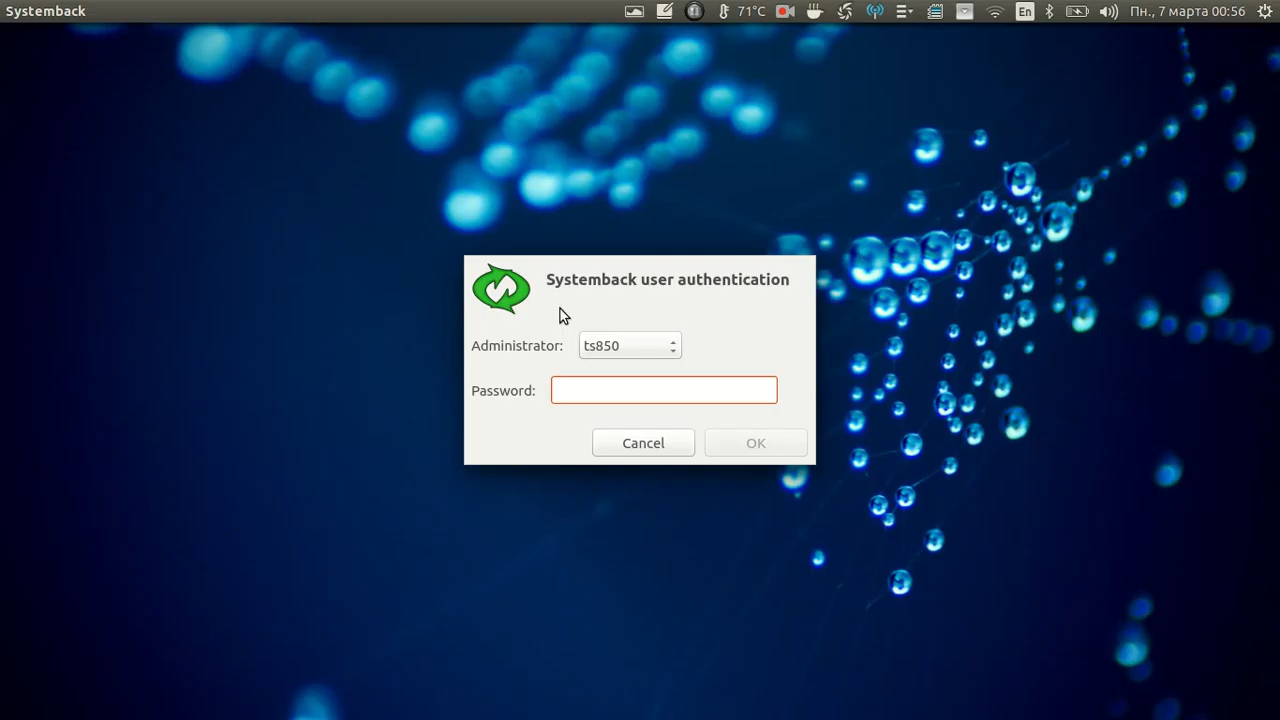 Systemback
71°C
En
Пн., 7 марта 00:56
Systemback user authentication
Administrator: ts850
Password:
Cancel OK